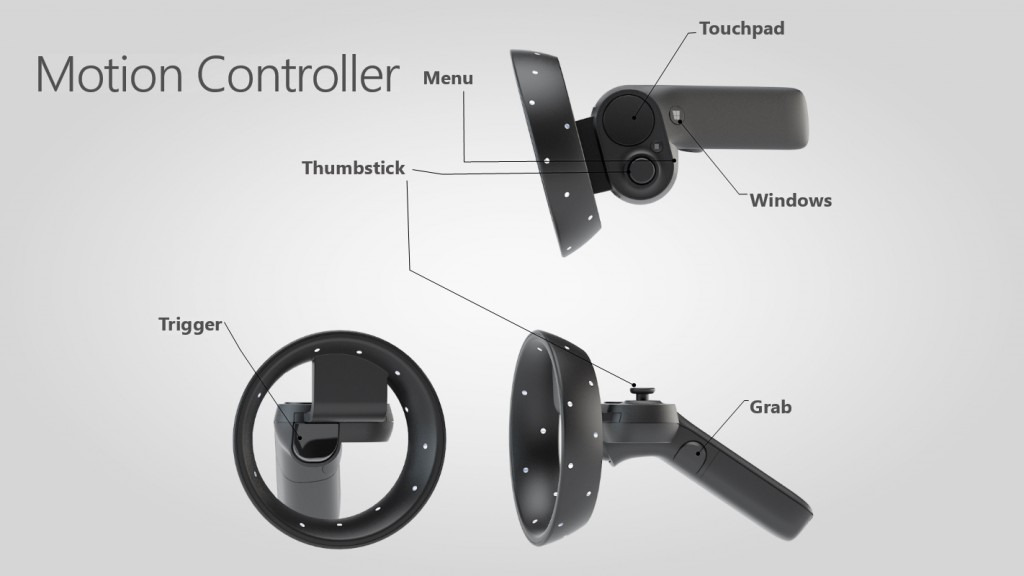 Motion Controller
Touchpad
Menu
Thumbstick
Windows
Trigger
Grab